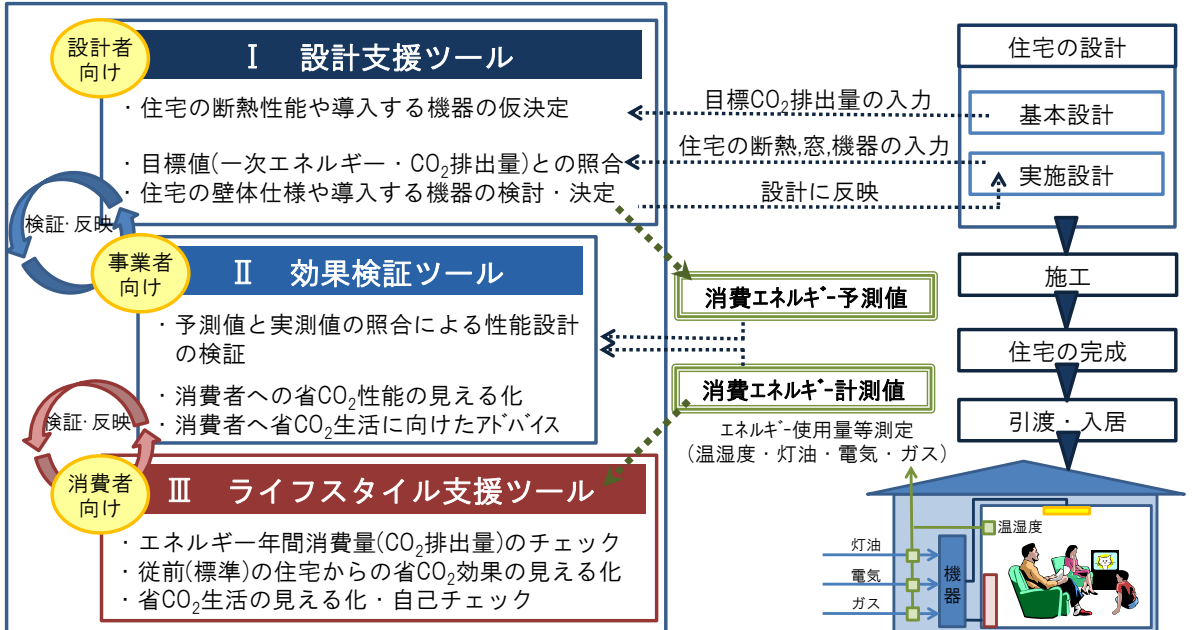 設計者
向け
Ⅰ 設計支援ツール
・住宅の断熱性能や導入する機器の仮決定
・目標値(一次エネルギー・CO₂排出量)との照合
・住宅の壁体仕様や導入する機器の検討・決定
検証・反映
事業者
向け
Ⅱ 効果検証ツール
・予測値と実測値の照合による性能設計
の検証
・消費者への省CO₂性能の見える化
・消費者へ省CO₂生活に向けたアドバイス
検証・反映
消費者
向け
Ⅲ ライフスタイル支援ツール
・エネルギー年間消費量(CO₂排出量)のチェック
・従前(標準)の住宅からの省CO₂効果の見える化
・省CO₂生活の見える化・自己チェック
目標CO₂排出量の入力
住宅の断熱,窓,機器の入力
設計に反映
消費エネルギー予測値
消費エネルギー計測値
エネルギー使用量等測定
(温湿度・灯油・電気・ガス)
住宅の設計
基本設計
実施設計
施工
住宅の完成
引渡・入居
温湿度
灯油
電気
ガス
機器